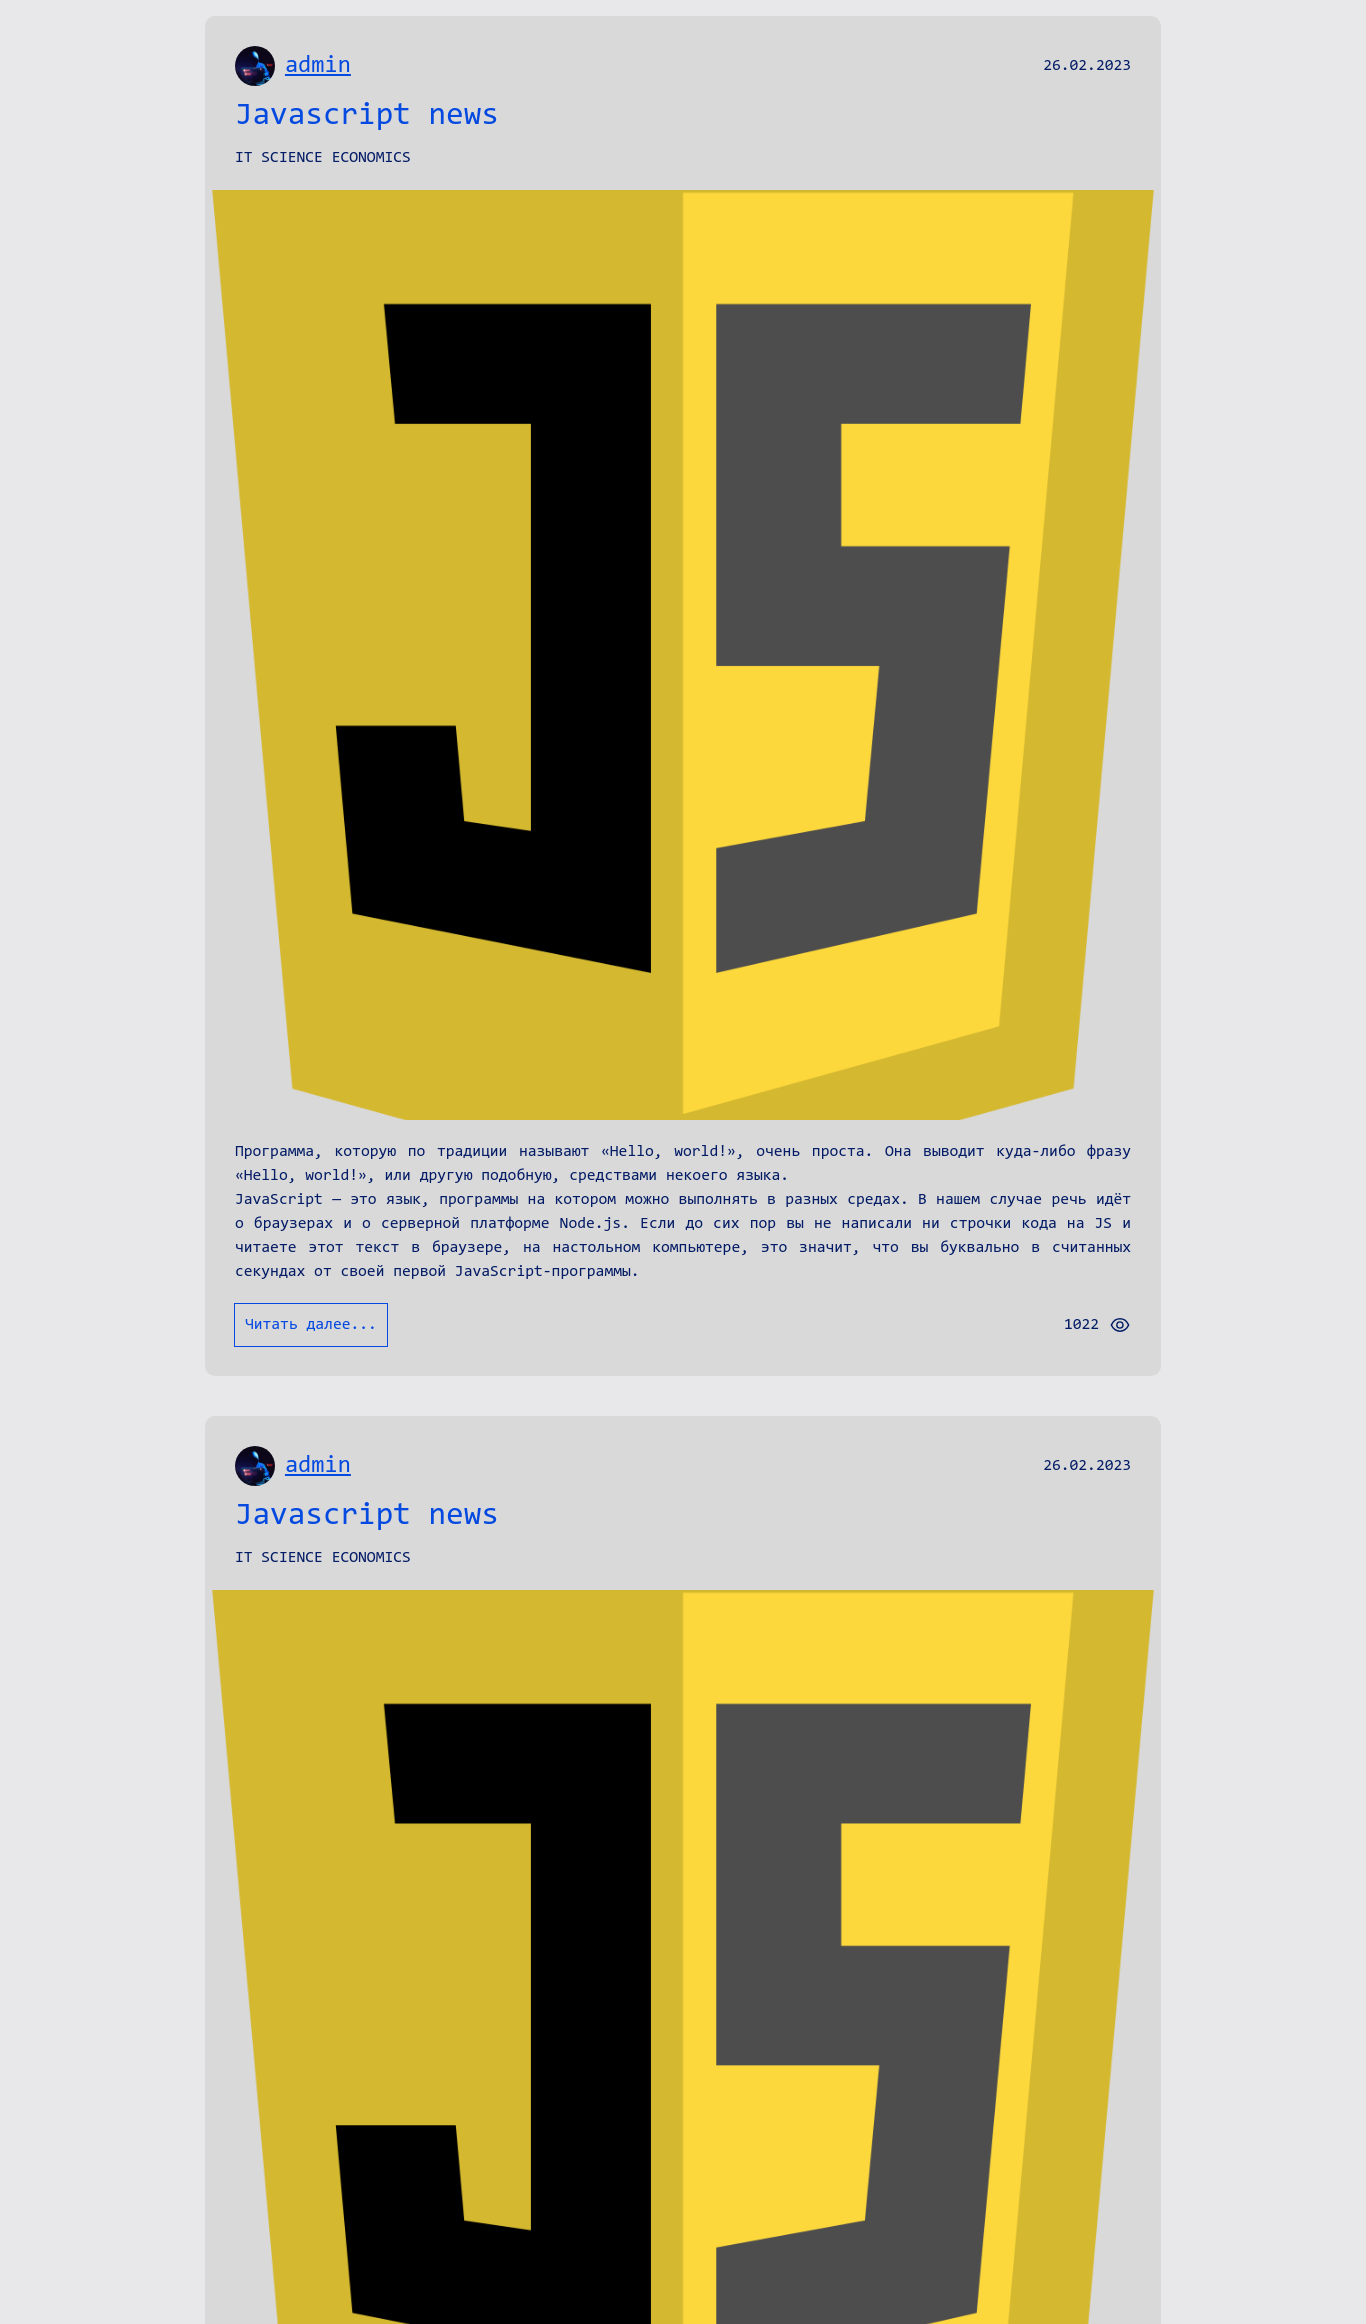 admin
26.02.2023
Javascript news
IT SCIENCE ECONOMICS
JS
Программа, которую по традиции называют «Hello, world!», очень проста. Она выводит куда-либо фразу
«Hello, world!», или другую подобную, средствами некоего языка.
JavaScript — это язык, программы на котором можно выполнять в разных средах. В нашем случае речь идёт
о браузерах и о серверной платформе Node.js. Если до сих пор вы не написали ни строчки кода на JS и
читаете этот текст в браузере, на настольном компьютере, это значит, что вы буквально в считанных
секундах от своей первой JavaScript-программы.
Читать далее...
1022
admin
26.02.2023
Javascript news
IT SCIENCE ECONOMICS
JS